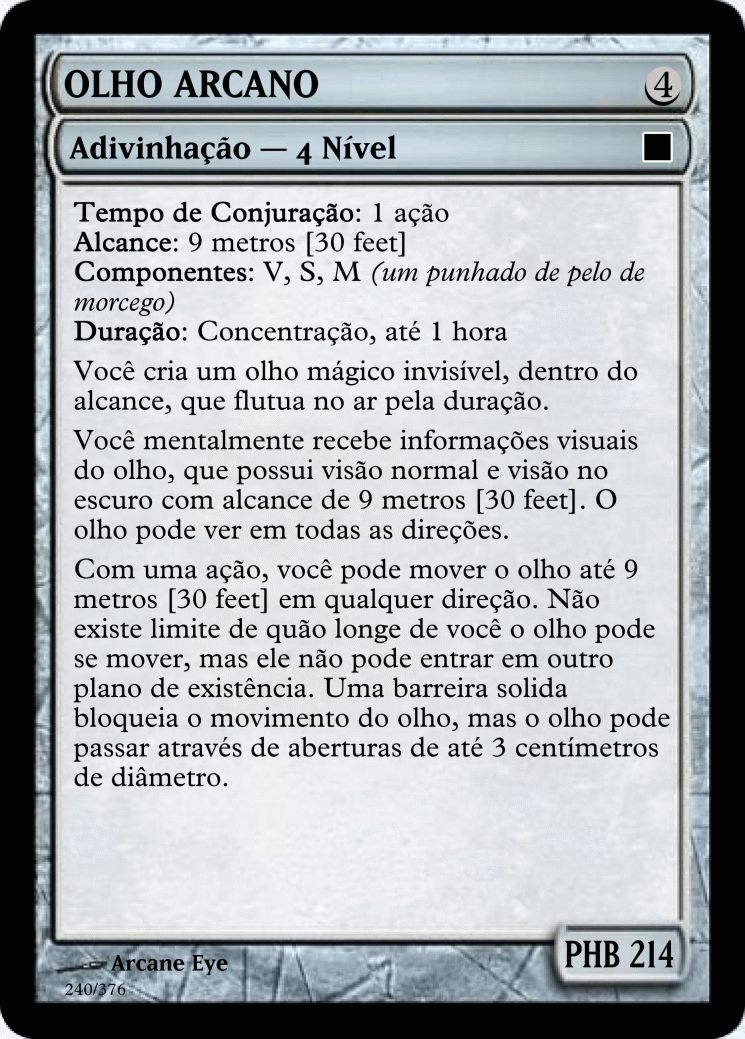 OLHO ARCANO
4
Adivinhação — 4 Nível
Tempo de Conjuração: 1 ação
Alcance: 9 metros [30 feet]
Componentes: V, S, M (um punhado de pelo de
morcego)
Duração: Concentração, até 1 hora
Você cria um olho mágico invisível, dentro do
alcance, que flutua no ar pela duração.
Você mentalmente recebe informações visuais
do olho, que possui visão normal e visão no
escuro com alcance de 9 metros [30 feet]. O
olho pode ver em todas as direções.
Com uma ação, você pode mover o olho até 9
metros [30 feet] em qualquer direção. Não
existe limite de quão longe de você o olho pode
se mover, mas ele não pode entrar em outro
plano de existência. Uma barreira solida
bloqueia o movimento do olho, mas o olho pode
passar através de aberturas de até 3 centímetros
de diâmetro.
PHB 214
Arcane Eye
240/376